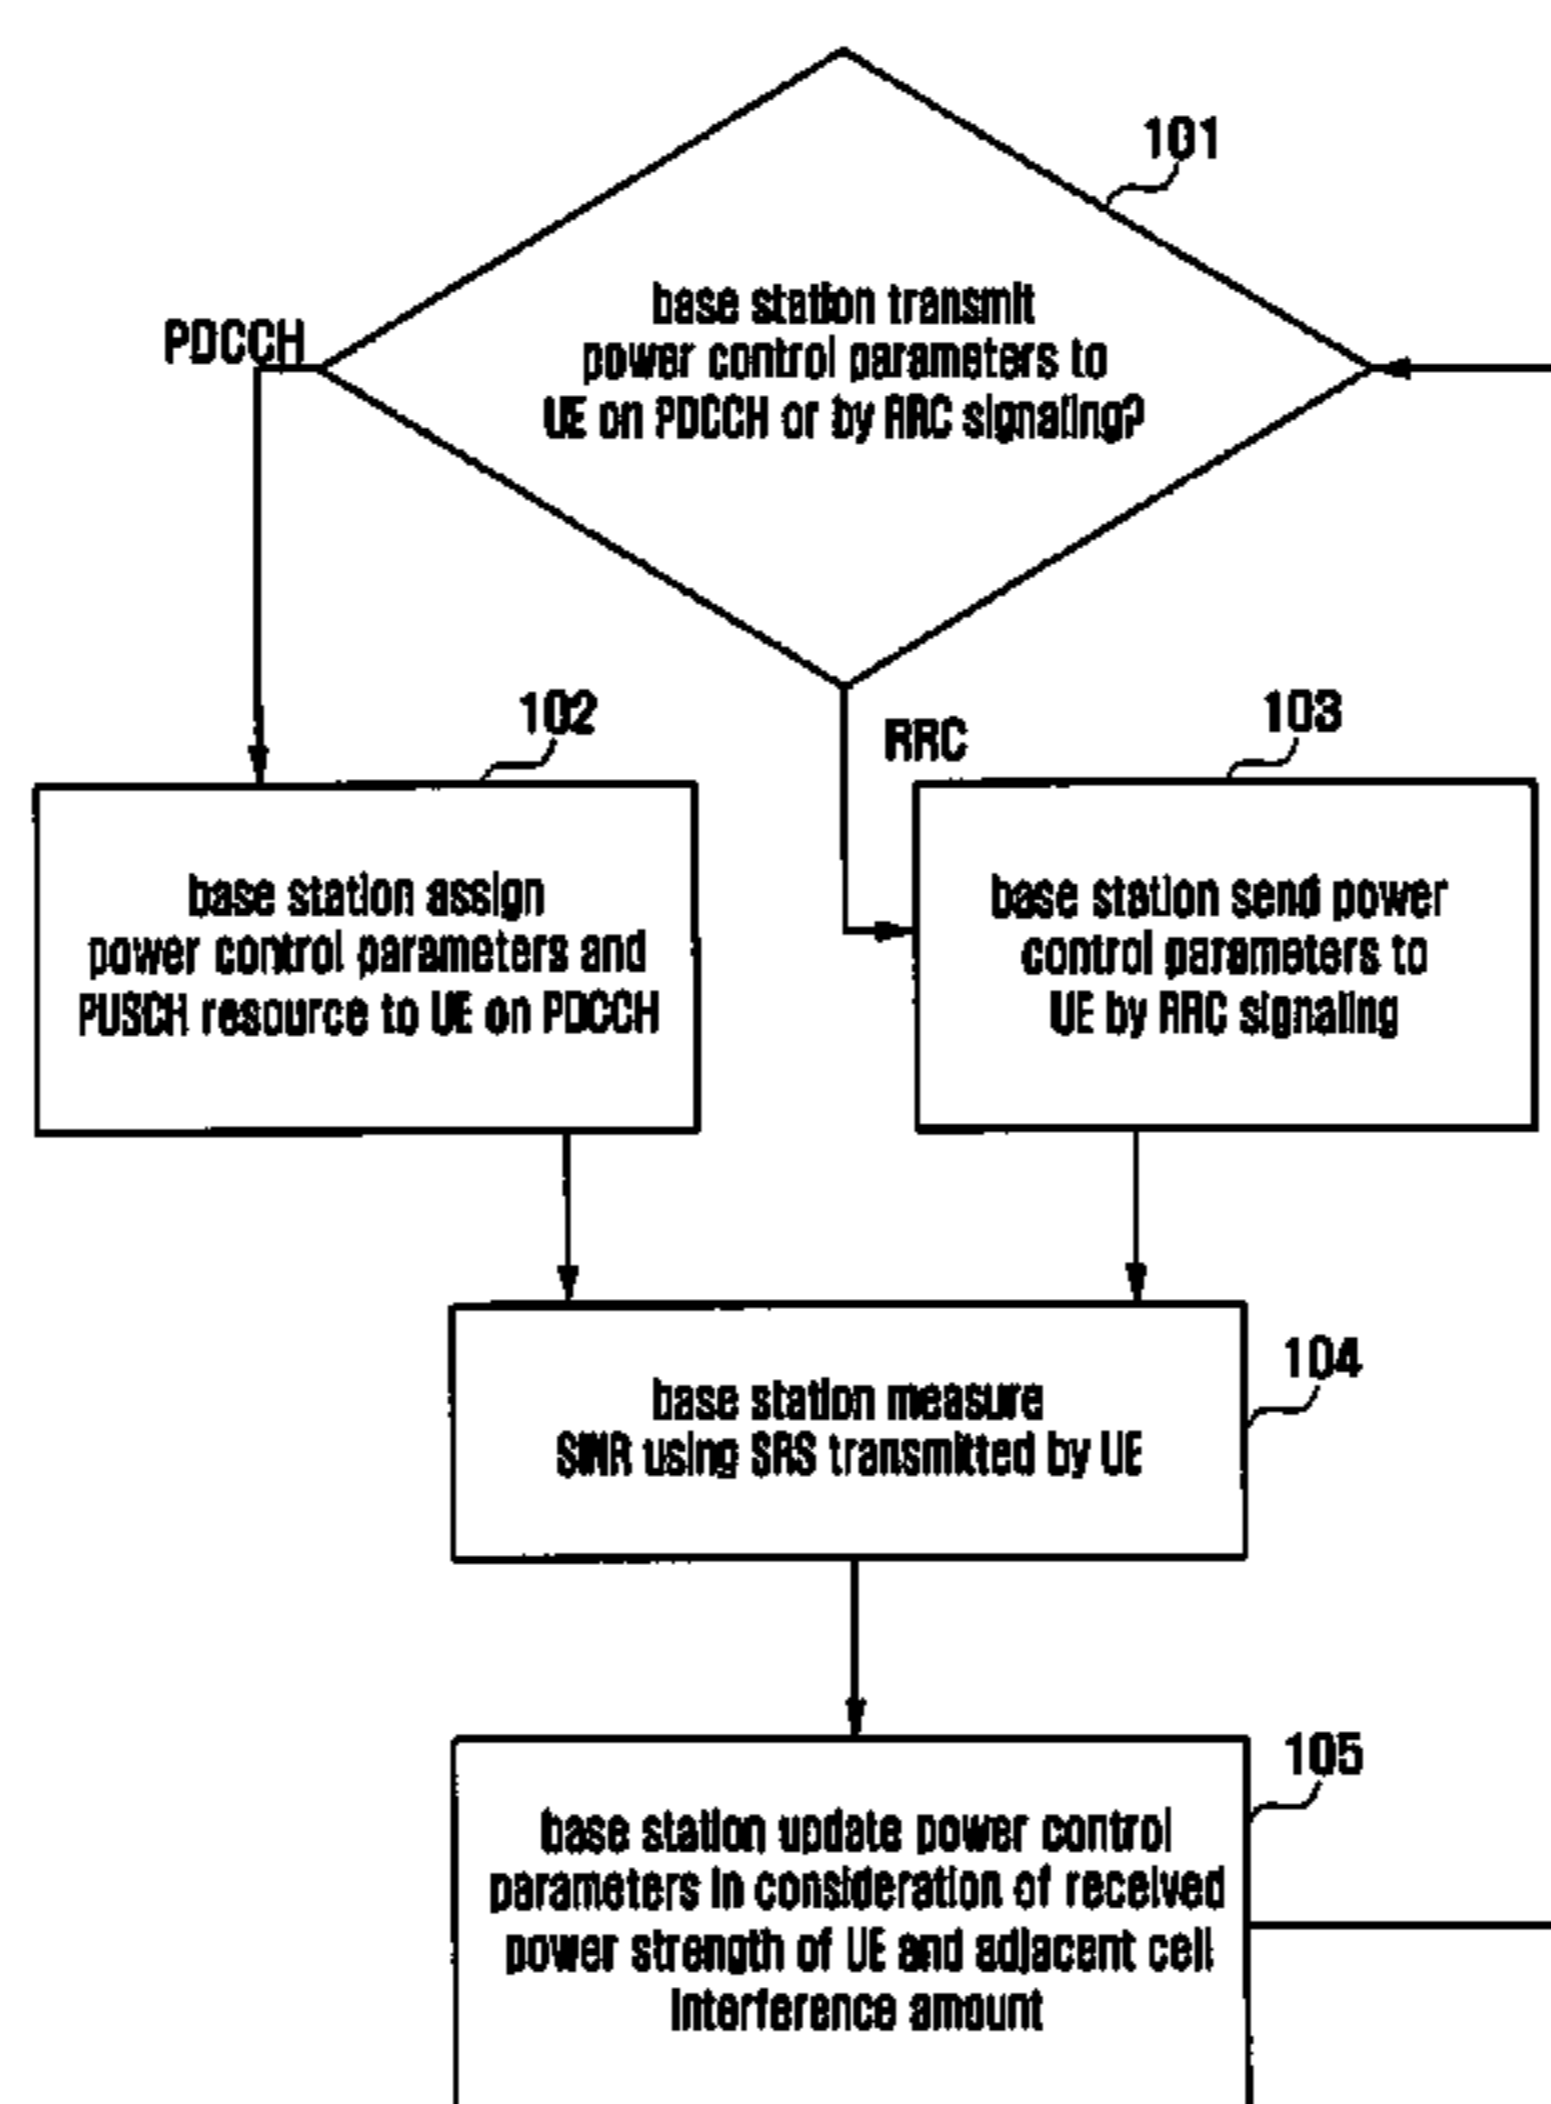 101
base station transmit
power control parameters to
UE on PDCCH or by RRC signaling?
PDCCH
RRC
102
base station assign
power control parameters and
PUSCH resource to UE on PDCCH
103
base station send power
control parameters to
UE by RRC signaling
104
base station measure
SINR using SRS transmitted by UE
105
base station update power control
parameters in consideration of received
power strength of UE and adjacent cell
interference amount